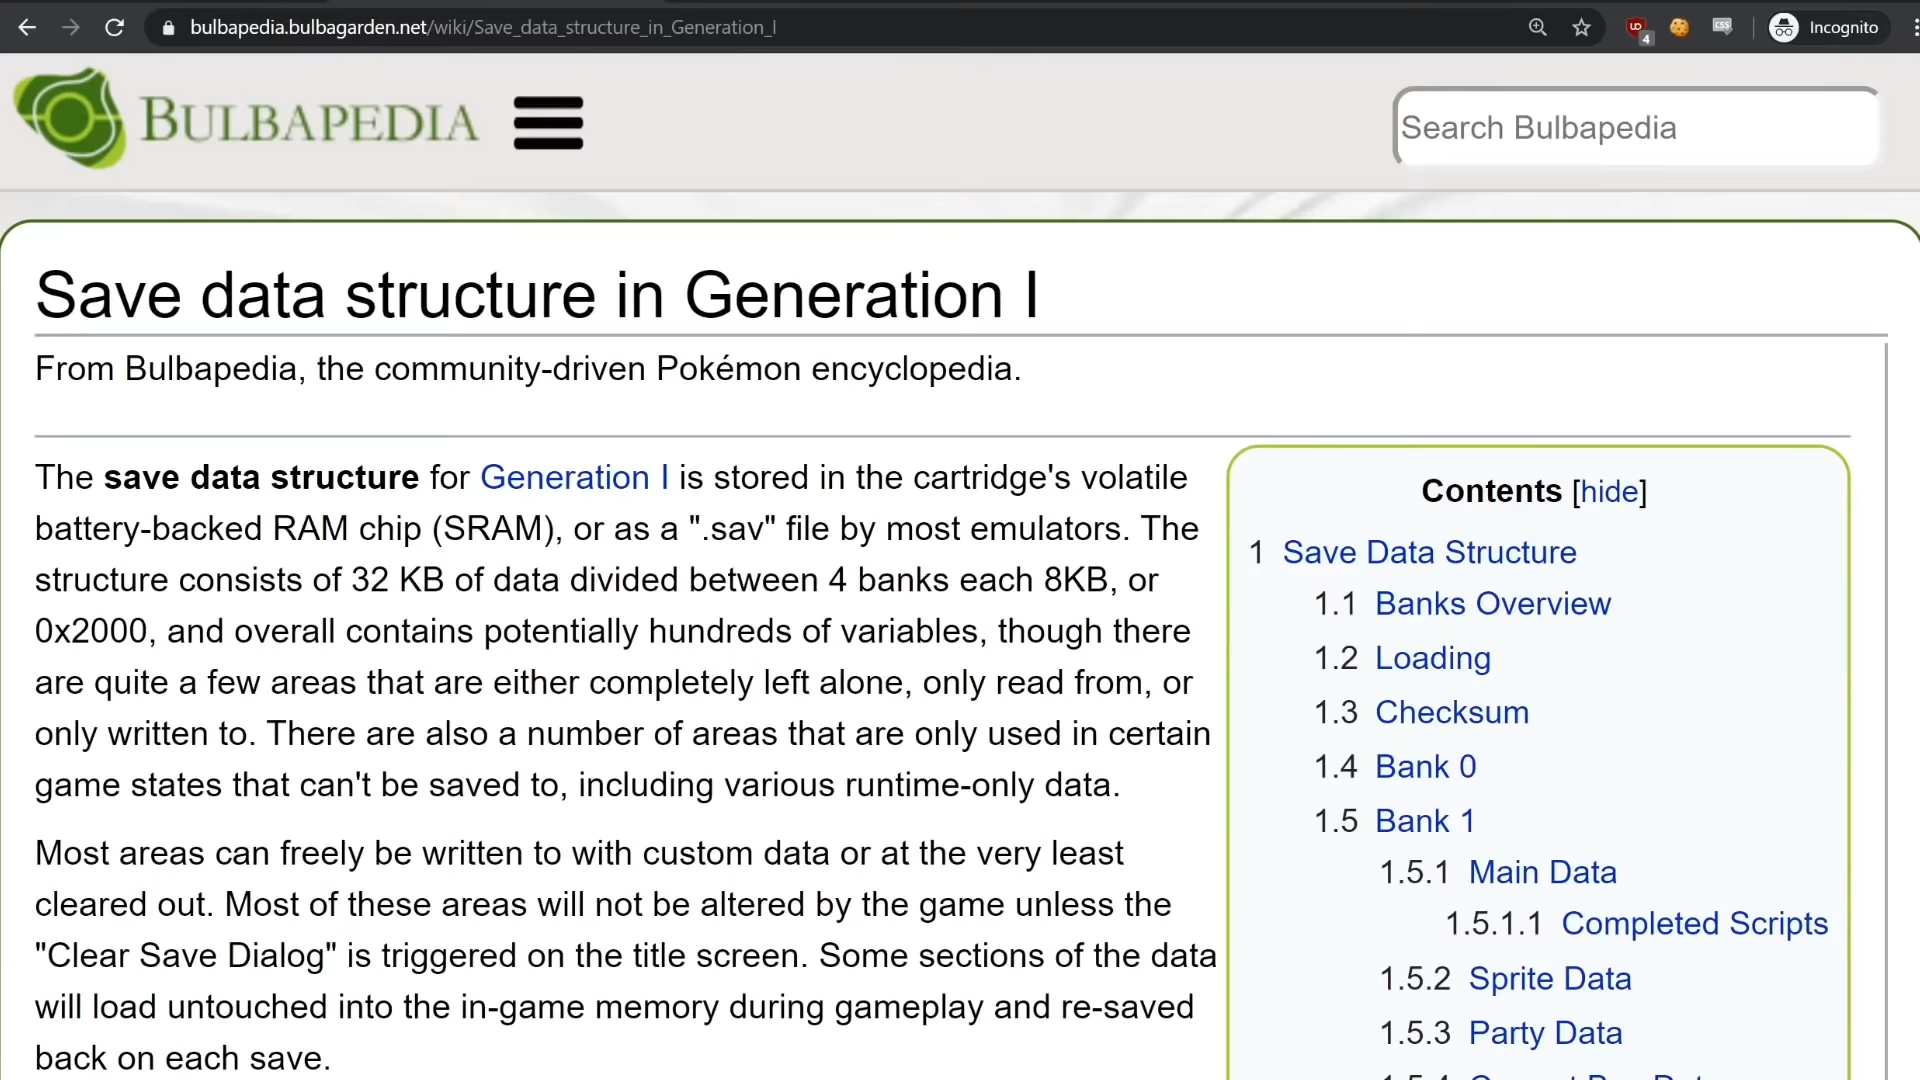 bulbapedia.bulbagarden.net/wiki/Save_data_structure_in_Generation_I
4
CSS
Incognito
BULBAPEDIA
Search Bulbapedia
Save data structure in Generation I
From Bulbapedia, the community-driven Pokémon encyclopedia.
The save data structure for Generation I is stored in the cartridge's volatile
battery-backed RAM chip (SRAM), or as a ".sav" file by most emulators. The
structure consists of 32 KB of data divided between 4 banks each 8KB, or
0x2000, and overall contains potentially hundreds of variables, though there
are quite a few areas that are either completely left alone, only read from, or
only written to. There are also a number of areas that are only used in certain
game states that can't be saved to, including various runtime-only data.
Most areas can freely be written to with custom data or at the very least
cleared out. Most of these areas will not be altered by the game unless the
"Clear Save Dialog" is triggered on the title screen. Some sections of the data
will load untouched into the in-game memory during gameplay and re-saved
back on each save.
Contents [hide]
1 Save Data Structure
1.1 Banks Overview
1.2 Loading
1.3 Checksum
1.4 Bank 0
1.5 Bank 1
1.5.1 Main Data
1.5.1.1 Completed Scripts
1.5.2 Sprite Data
1.5.3 Party Data